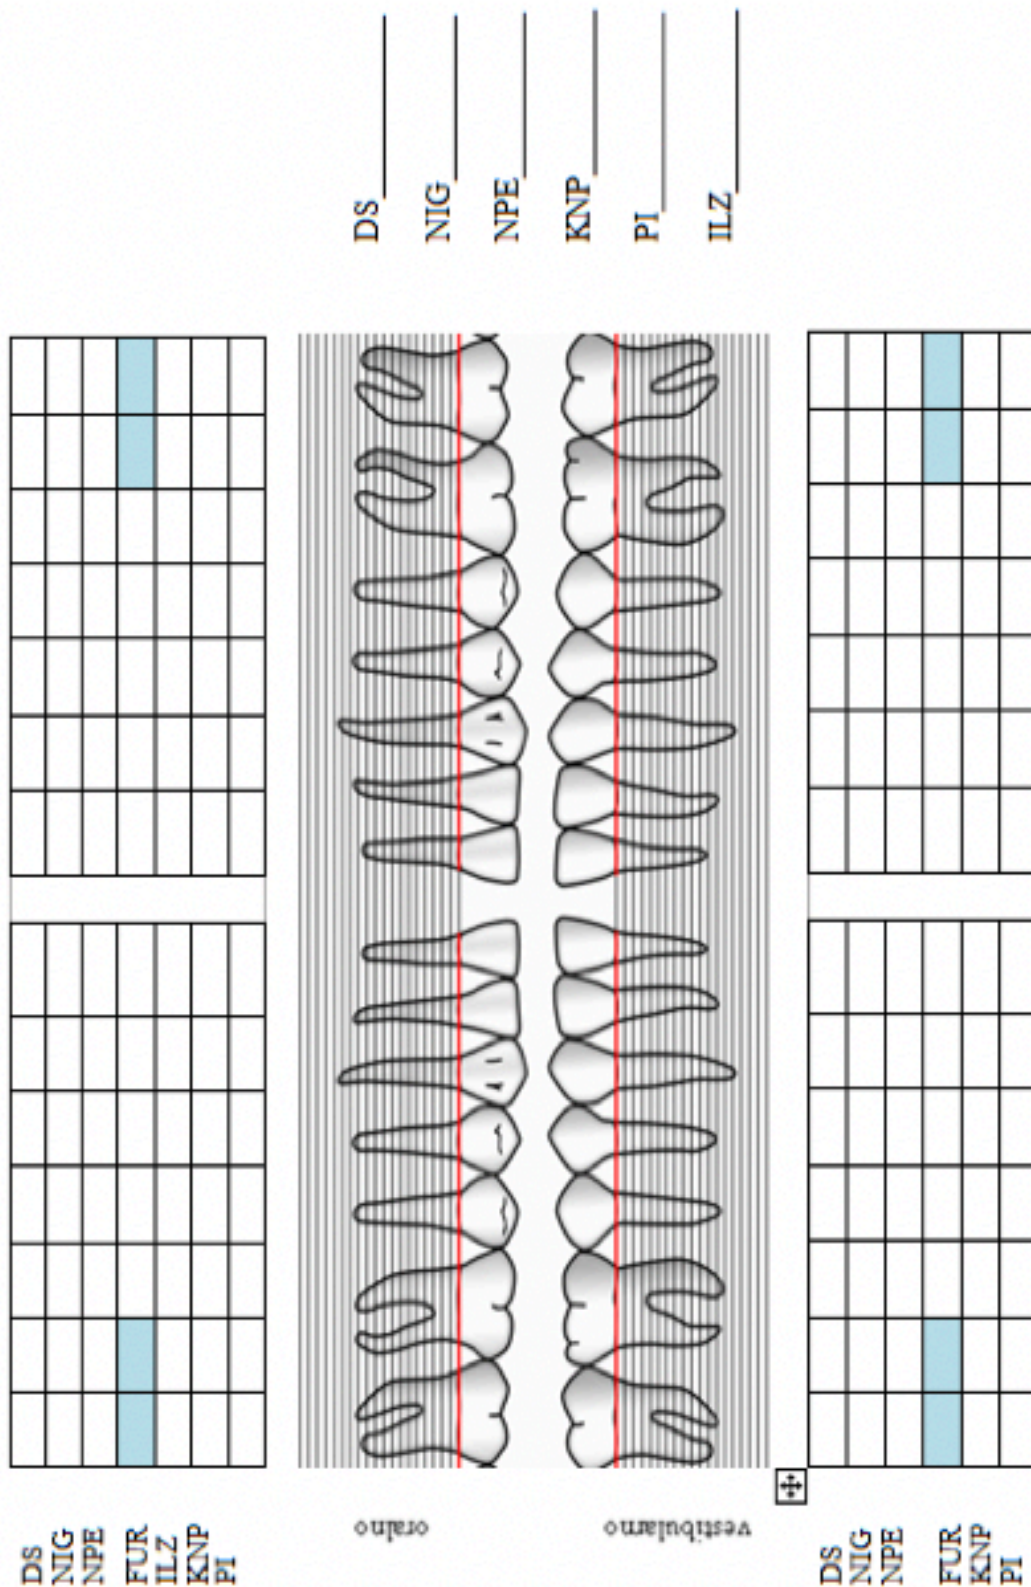 DS
NIG
NPE
FUR
ILZ
KNP
PI
oralno
vestibularno
DS
NIG
NPE
FUR
KNP
PI
DS
NIG
NPE
KNP
PI
ILZ